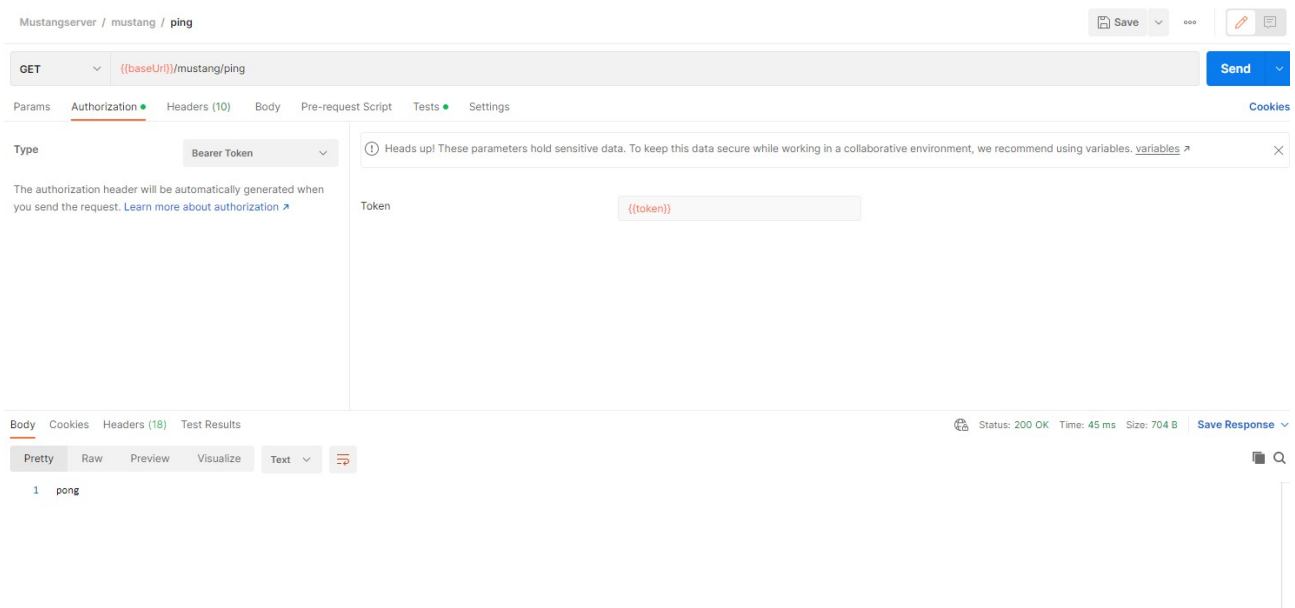 Mustangserver / mustang / ping
Save
GET {{baseUrl}}/mustang/ping Send
Params Authorization Headers (10) Body Pre-request Script Tests Settings Cookies
Type Bearer Token
Heads up! These parameters hold sensitive data. To keep this data secure while working in a collaborative environment, we recommend using variables. variables ↗
The authorization header will be automatically generated when
you send the request. Learn more about authorization ↗
Token {{token}}
Body Cookies Headers (18) Test Results Status: 200 OK Time: 45 ms Size: 704 B Save Response
Pretty Raw Preview Visualize Text
1 pong